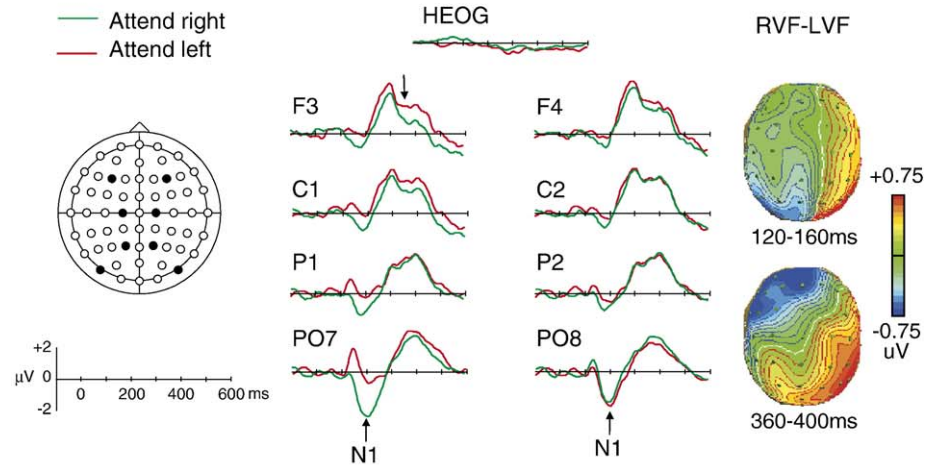 Attend right
Attend left
HEOG
RVF-LVF
F3
F4
C1
C2
P1
P2
PO7
PO8
N1
N1
+2
μV 0
-2
0 200 400 600 ms
120-160ms
360-400ms
+0.75
-0.75
uV